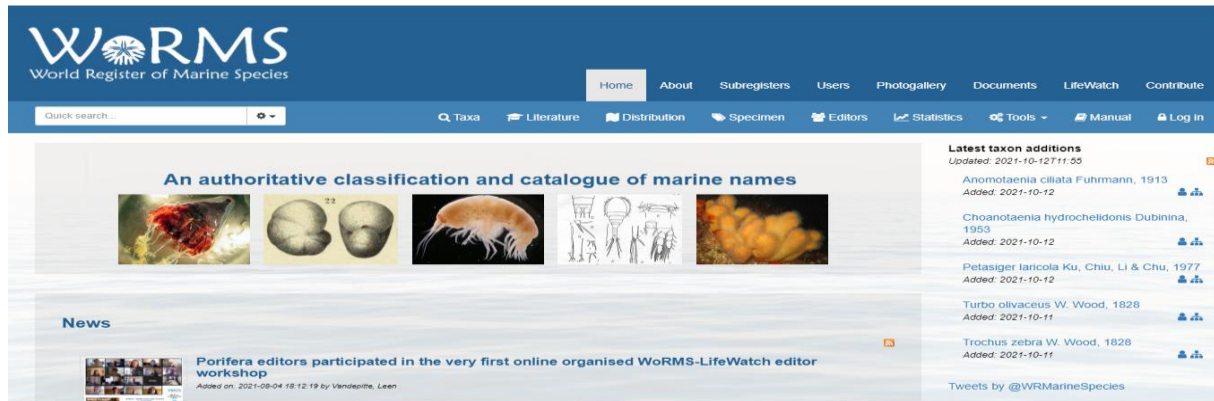 WoRMS
World Register of Marine Species
Home About Subregisters Users Photogallery Documents LifeWatch Contribute
Quick search...
Taxa Literature Distribution Specimen Editors Statistics Tools Manual Log in
An authoritative classification and catalogue of marine names
22
News
Porifera editors participated in the very first online organised WoRMS-LifeWatch editor
workshop
Added on: 2021-08-04 18:12:19 by Vandepitte, Leen
Latest taxon additions
Updated: 2021-10-12T11:55
Anomotaenia ciliata Fuhrmann, 1913
Added: 2021-10-12
Choanotaenia hydrochelidonis Dubinina,
1953
Added: 2021-10-12
Petasiger laricola Ku, Chiu, Li & Chu, 1977
Added: 2021-10-12
Turbo olivaceus W. Wood, 1828
Added: 2021-10-11
Trochus zebra W. Wood, 1828
Added: 2021-10-11
Tweets by @WRMarineSpecies